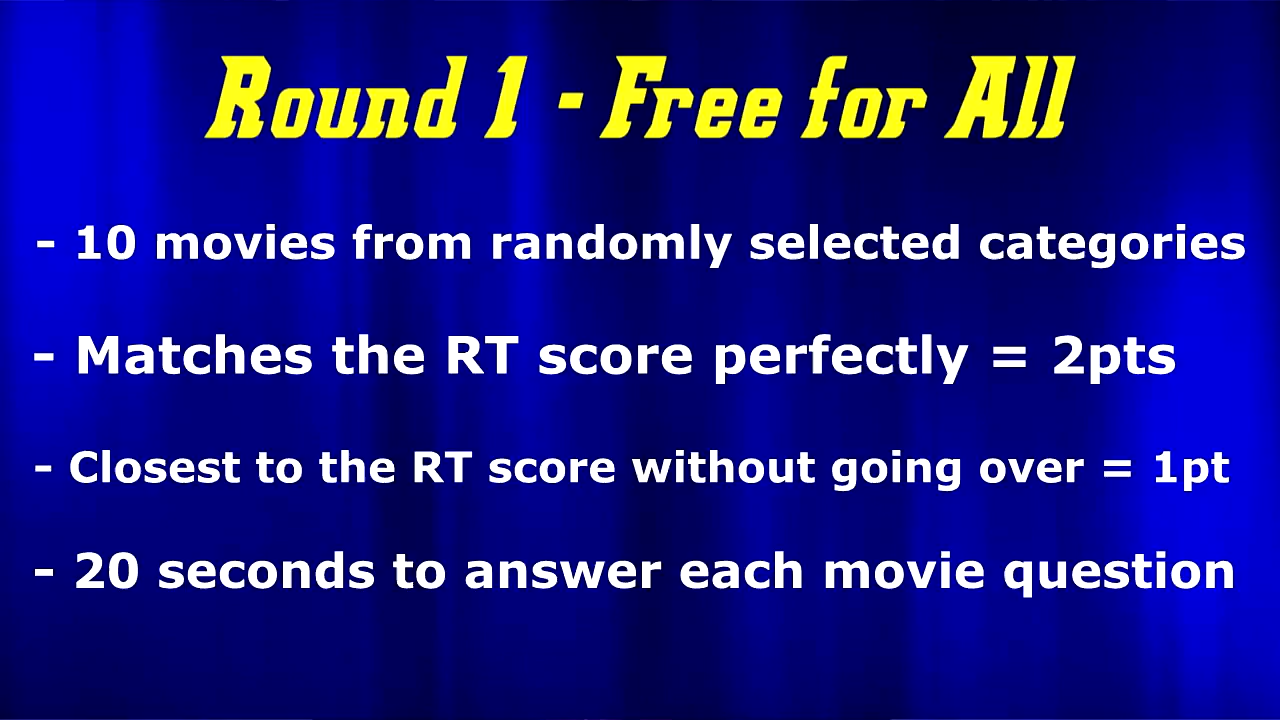 Round 1 - Free for All
- 10 movies from randomly selected categories
- Matches the RT score perfectly = 2pts
- Closest to the RT score without going over = 1pt
- 20 seconds to answer each movie question